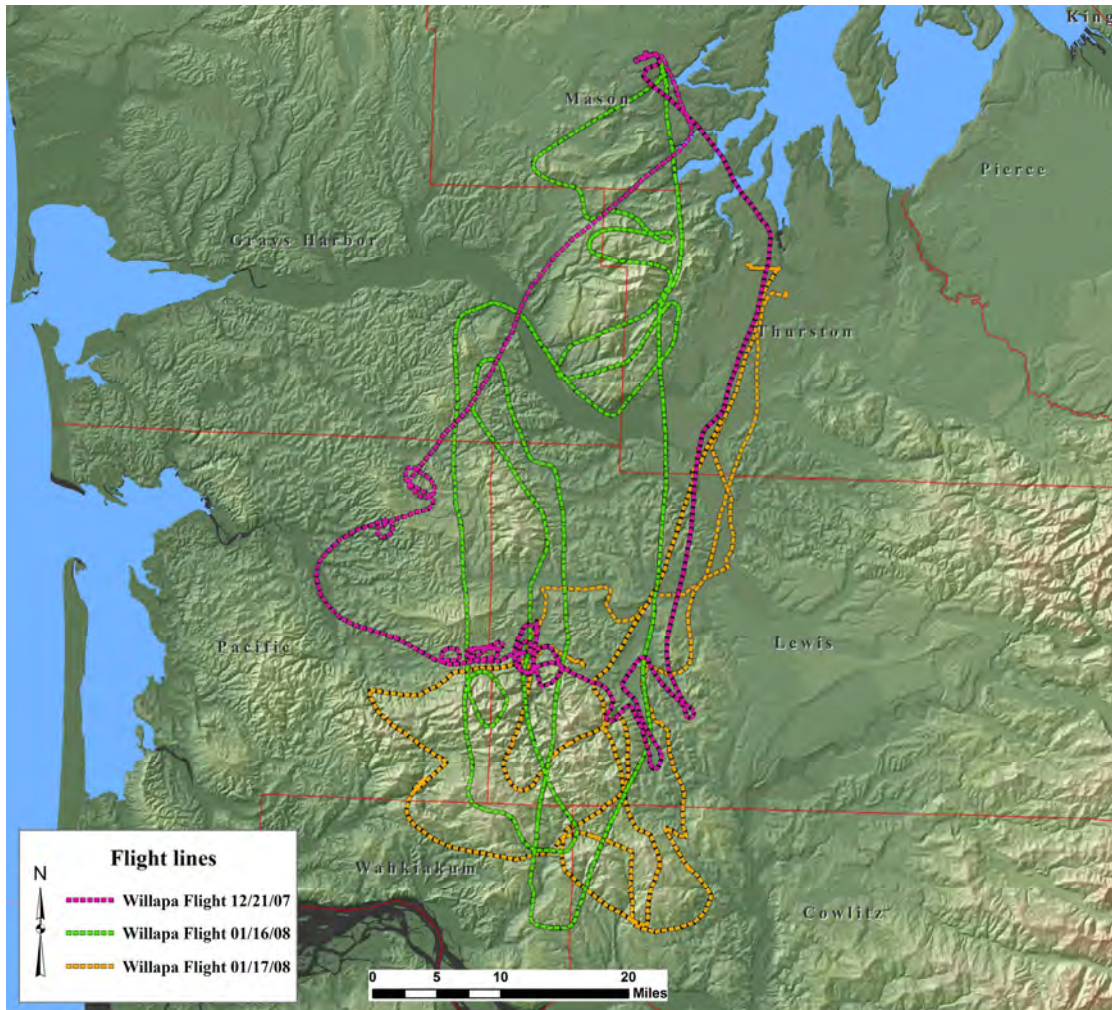 King
Mason
Pierce
Grays Harbor
Thurston
Lewis
Pacific
Wahkiakum
Cowlitz
Flight lines
N
Willapa Flight 12/21/07
Willapa Flight 01/16/08
Willapa Flight 01/17/08
0 5 10 20
Miles